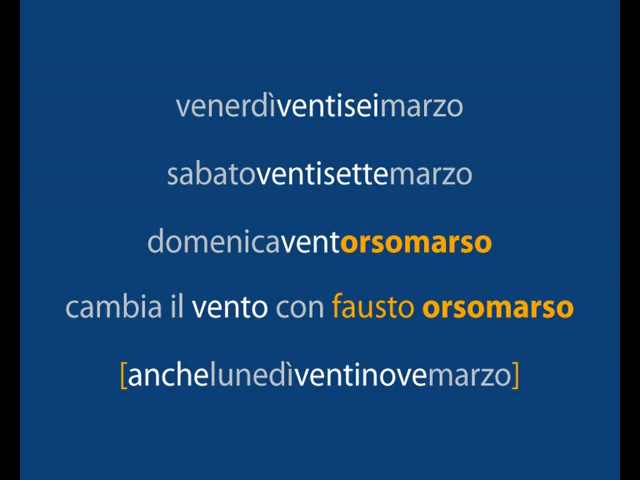 venerdìventiseimarzo
sabatoventisettemarzo
domenicaventorsomarso
cambia il vento con fausto orsomarso
[anchelunedìventinovemarzo]